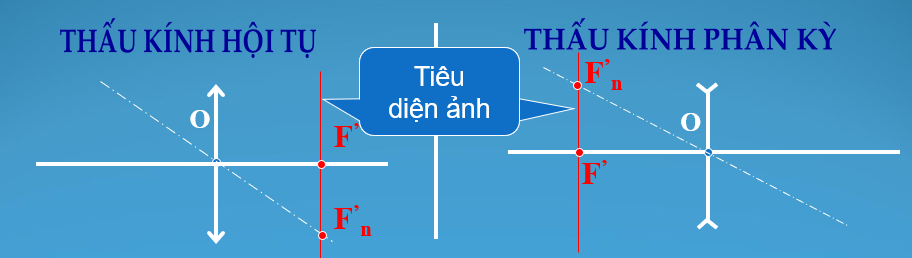 THẤU KÍNH HỘI TỤ
THẤU KÍNH PHÂN KỲ
Tiêu
diện ảnh
O
F’
F’n
F’n
O
F’